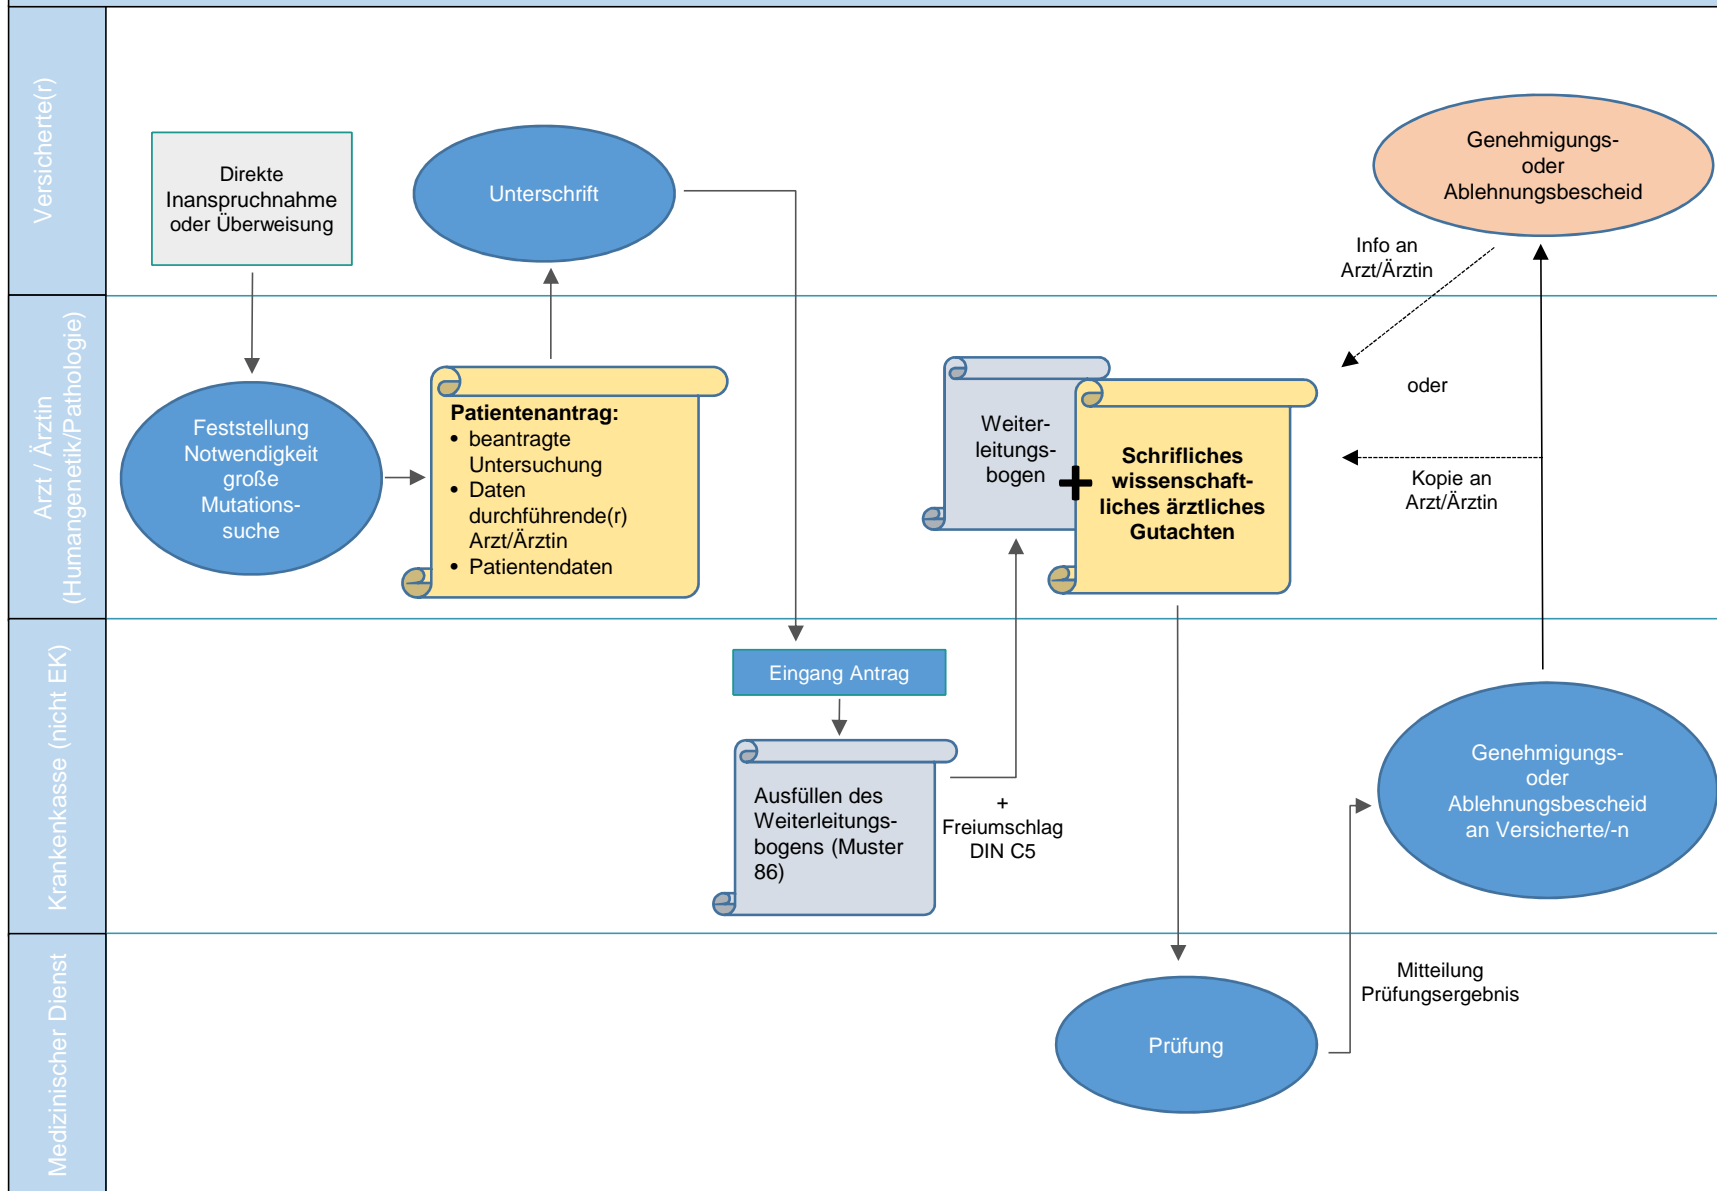 Versicherte(r)
Direkte
Inanspruchnahme
oder Überweisung
Unterschrift
Genehmigungs-
oder
Ablehnungsbescheid
Info an
Arzt/Ärztin
Arzt / Ärztin
(Humangenetik/Pathologie)
Feststellung
Notwendigkeit
große
Mutations-
suche
Patientenantrag:
• beantragte
Untersuchung
• Daten
durchführende(r)
Arzt/Ärztin
• Patientendaten
Weiter-
leitungs-
bogen
+
Schrifliches
wissenschaft-
liches ärztliches
Gutachten
oder
Kopie an
Arzt/Ärztin
Krankenkasse (nicht EK)
Eingang Antrag
Ausfüllen des
Weiterleitungs-
bogens (Muster
86)
+
Freiumschlag
DIN C5
Genehmigungs-
oder
Ablehnungsbescheid
an Versicherte/-n
Medizinischer Dienst
Prüfung
Mitteilung
Prüfungsergebnis